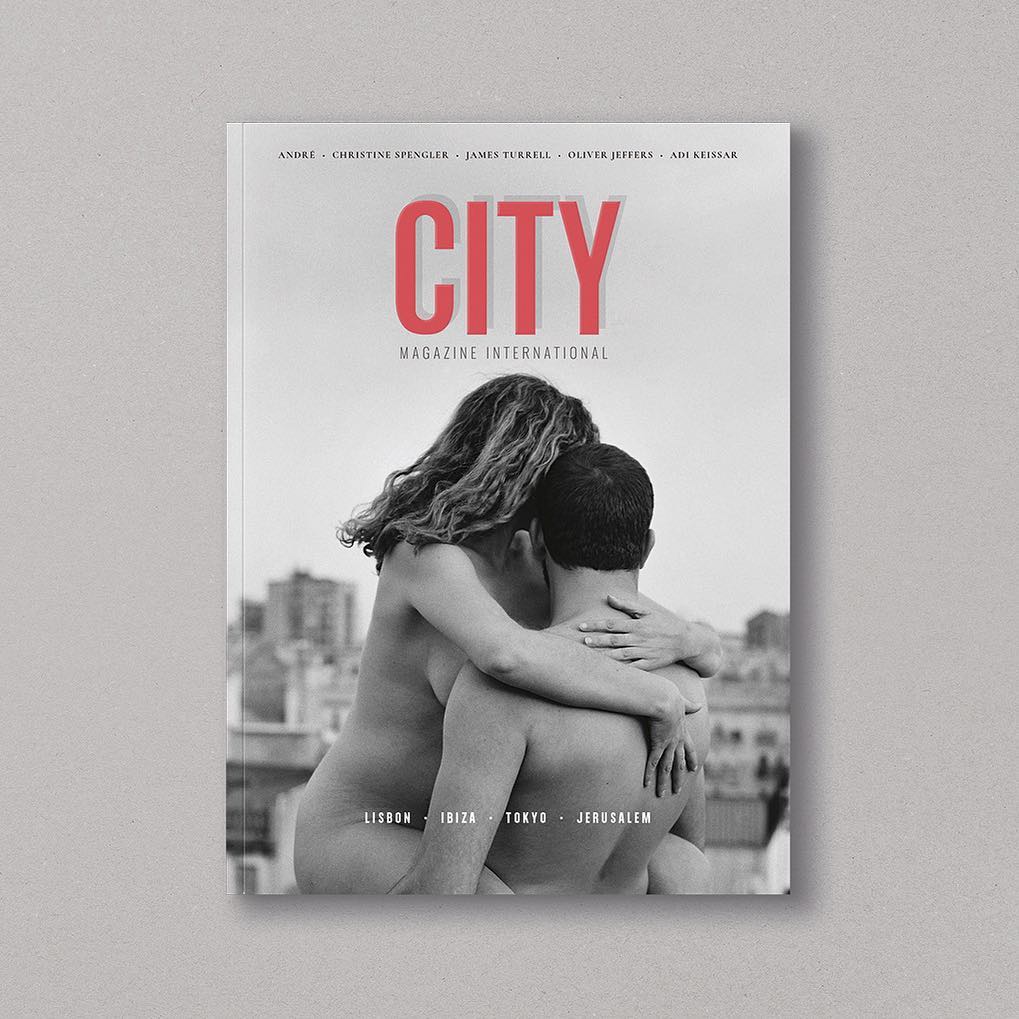 ANDRÉ • CHRISTINE SPENGLER • JAMES TURRELL • OLIVER JEFFERS • ADI KEISSAR
CITY
MAGAZINE INTERNATIONAL
LISBON • IBIZA • TOKYO • JERUSALEM